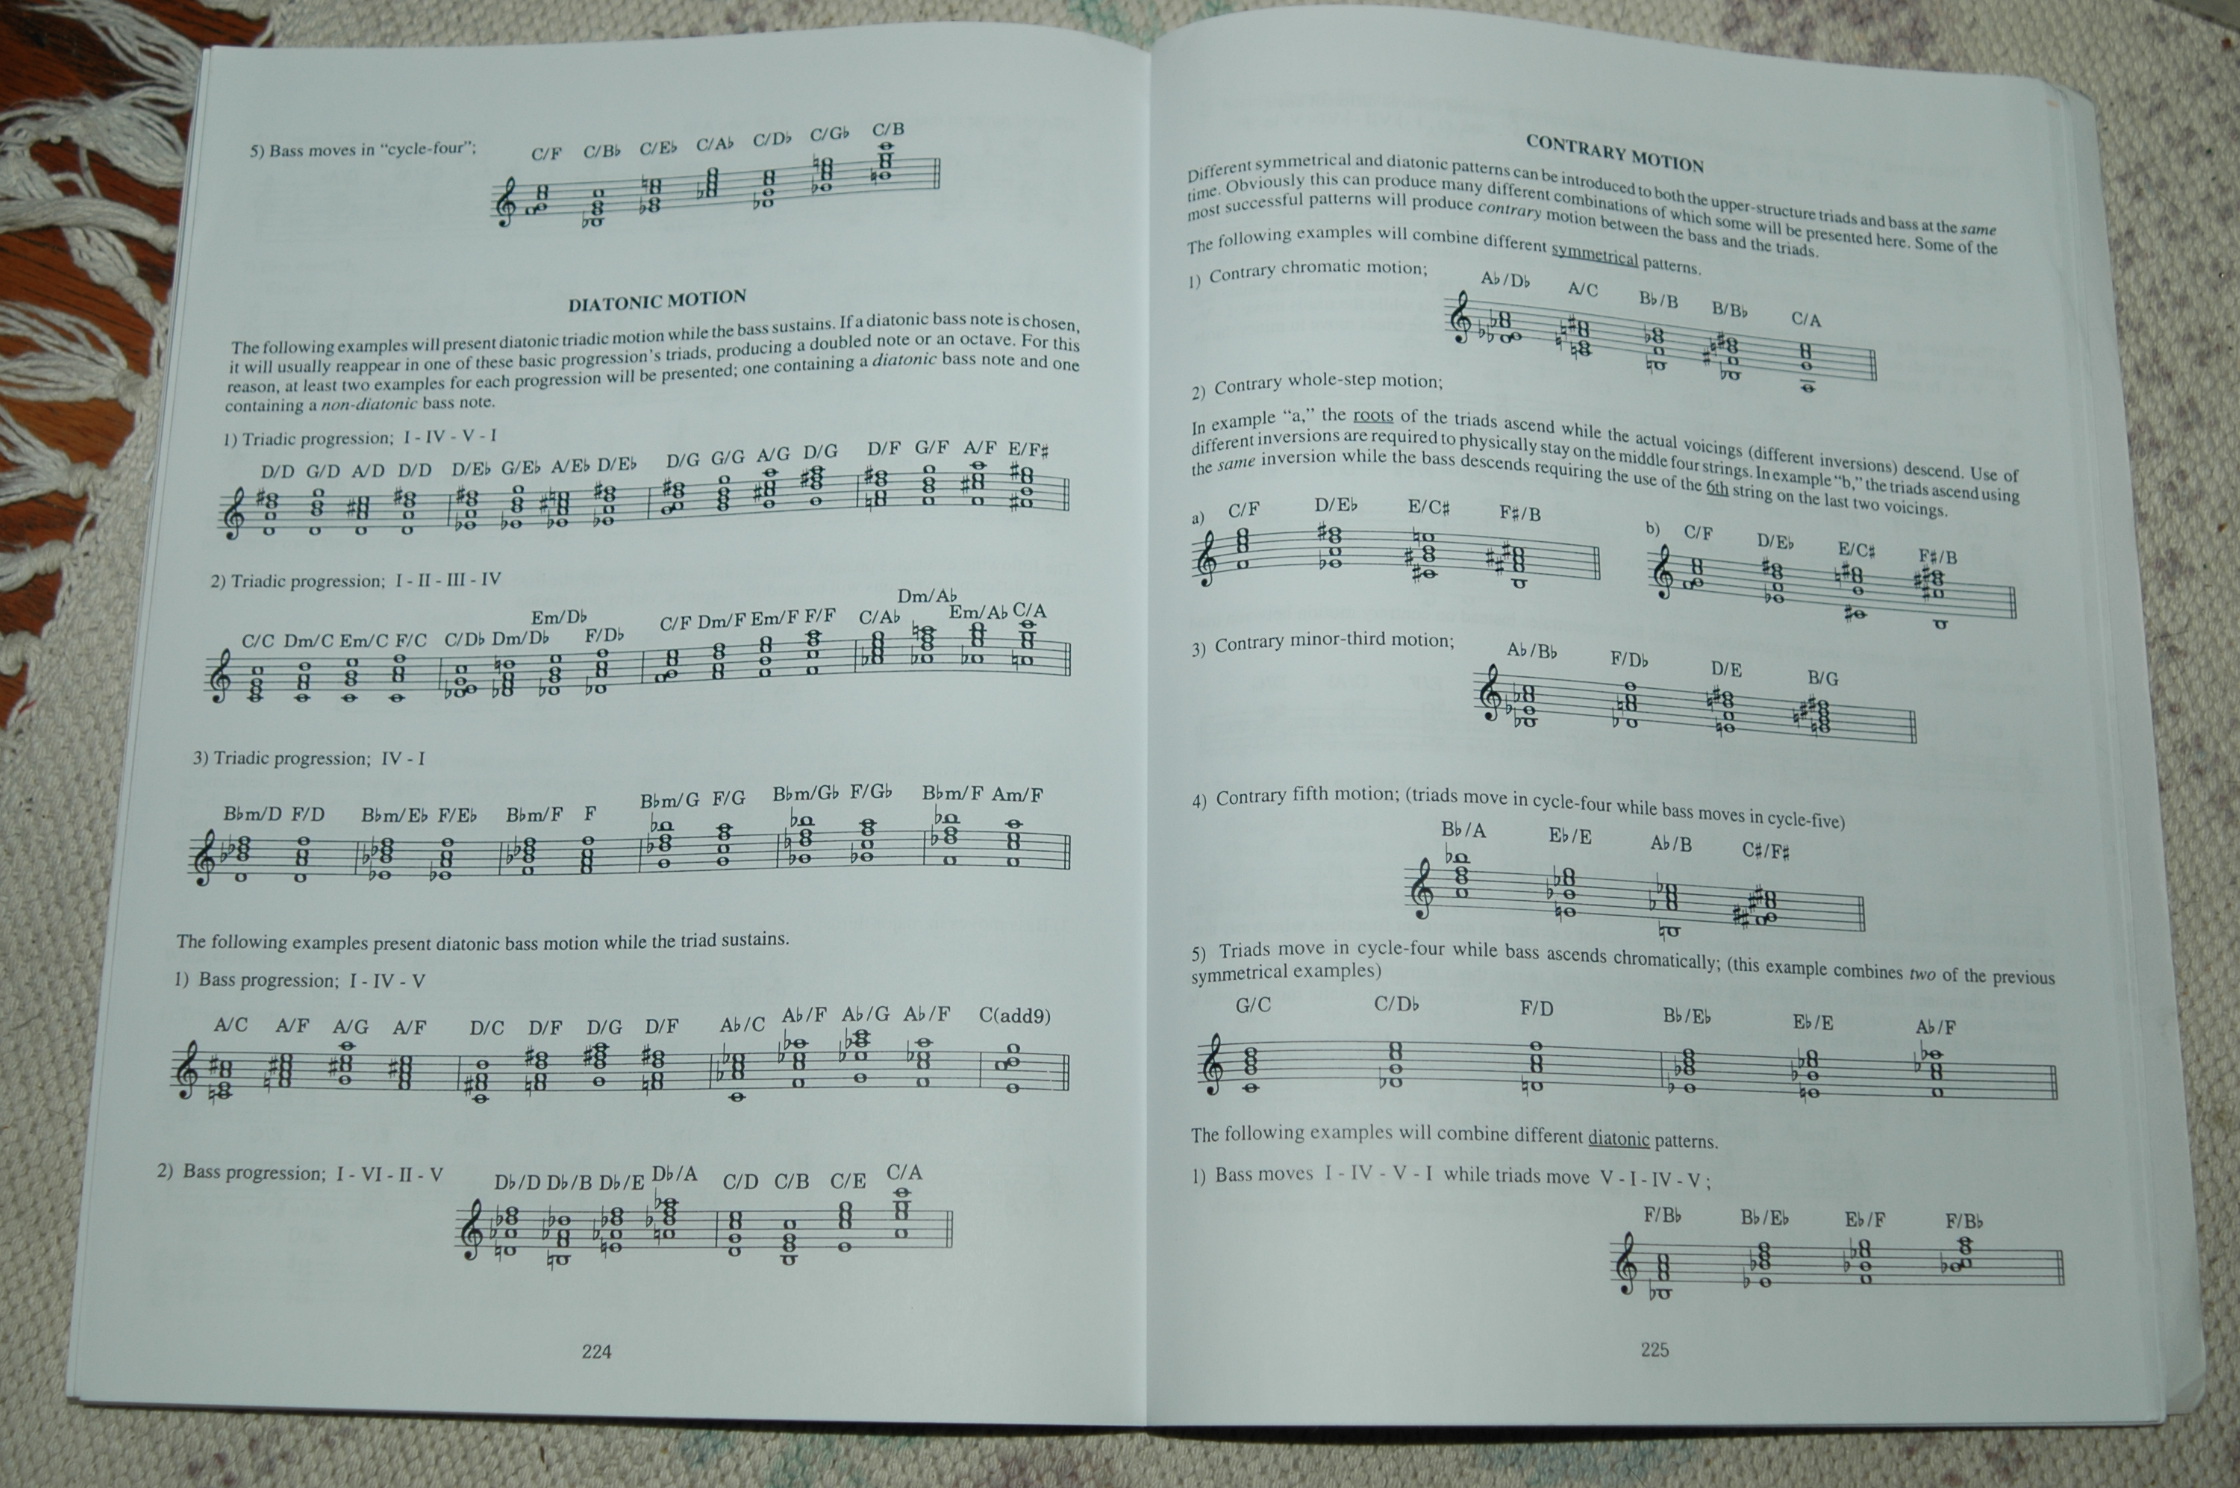 5) Bass moves in “cycle-four”;
C/F C/B♭ C/E♭ C/A♭ C/D♭ C/G♭ C/B
DIATONIC MOTION
The following examples will present diatonic triadic motion while the bass sustains. If a diatonic bass note is chosen,
it will usually reappear in one of these basic progression’s triads, producing a doubled note or an octave. For this
reason, at least two examples for each progression will be presented; one containing a diatonic bass note and one
containing a non-diatonic bass note.
1) Triadic progression; I - IV - V - I
D/D G/D A/D D/D D/E♭ G/E♭ A/E♭ D/E♭ D/G G/G A/G D/G D/F G/F A/F E/F♯
2) Triadic progression; I - II - III - IV
C/C Dm/C Em/C F/C C/D♭ Dm/D♭ Em/D♭ F/D♭ C/F Dm/F Em/F F/F C/A♭ Dm/A♭ Em/A♭ C/A
3) Triadic progression; IV - I
B♭m/D F/D B♭m/E♭ F/E♭ B♭m/F F B♭m/G F/G B♭m/G♭ F/G♭ B♭m/F Am/F
The following examples present diatonic bass motion while the triad sustains.
1) Bass progression; I - IV - V
A/C A/F A/G A/F D/C D/F D/G D/F A♭/C A♭/F A♭/G A♭/F C(add9)
2) Bass progression; I - VI - II - V
D♭/D D♭/B D♭/E D♭/A C/D C/B C/E C/A
224
CONTRARY MOTION
Different symmetrical and diatonic patterns can be introduced to both the upper-structure triads and bass at the same
time. Obviously this can produce many different combinations of which some will be presented here. Some of the
most successful patterns will produce contrary motion between the bass and the triads.
The following examples will combine different symmetrical patterns.
1) Contrary chromatic motion;
A♭/D♭ A/C B♭/B B/B♭ C/A
2) Contrary whole-step motion;
In example “a,” the roots of the triads ascend while the actual voicings (different inversions) descend. Use of
different inversions are required to physically stay on the middle four strings. In example “b,” the triads ascend using
the same inversion while the bass descends requiring the use of the 6th string on the last two voicings.
a) C/F D/E♭ E/C♯ F♯/B
b) C/F D/E♭ E/C♯ F♯/B
3) Contrary minor-third motion;
A♭/B♭ F/D♭ D/E B/G
4) Contrary fifth motion; (triads move in cycle-four while bass moves in cycle-five)
B♭/A E♭/E A♭/B C♯/F♯
5) Triads move in cycle-four while bass ascends chromatically; (this example combines two of the previous
symmetrical examples)
G/C C/D♭ F/D B♭/E♭ E♭/E A♭/F
The following examples will combine different diatonic patterns.
1) Bass moves I - IV - V - I while triads move V - I - IV - V ;
F/B♭ B♭/E♭ E♭/F F/B♭
225